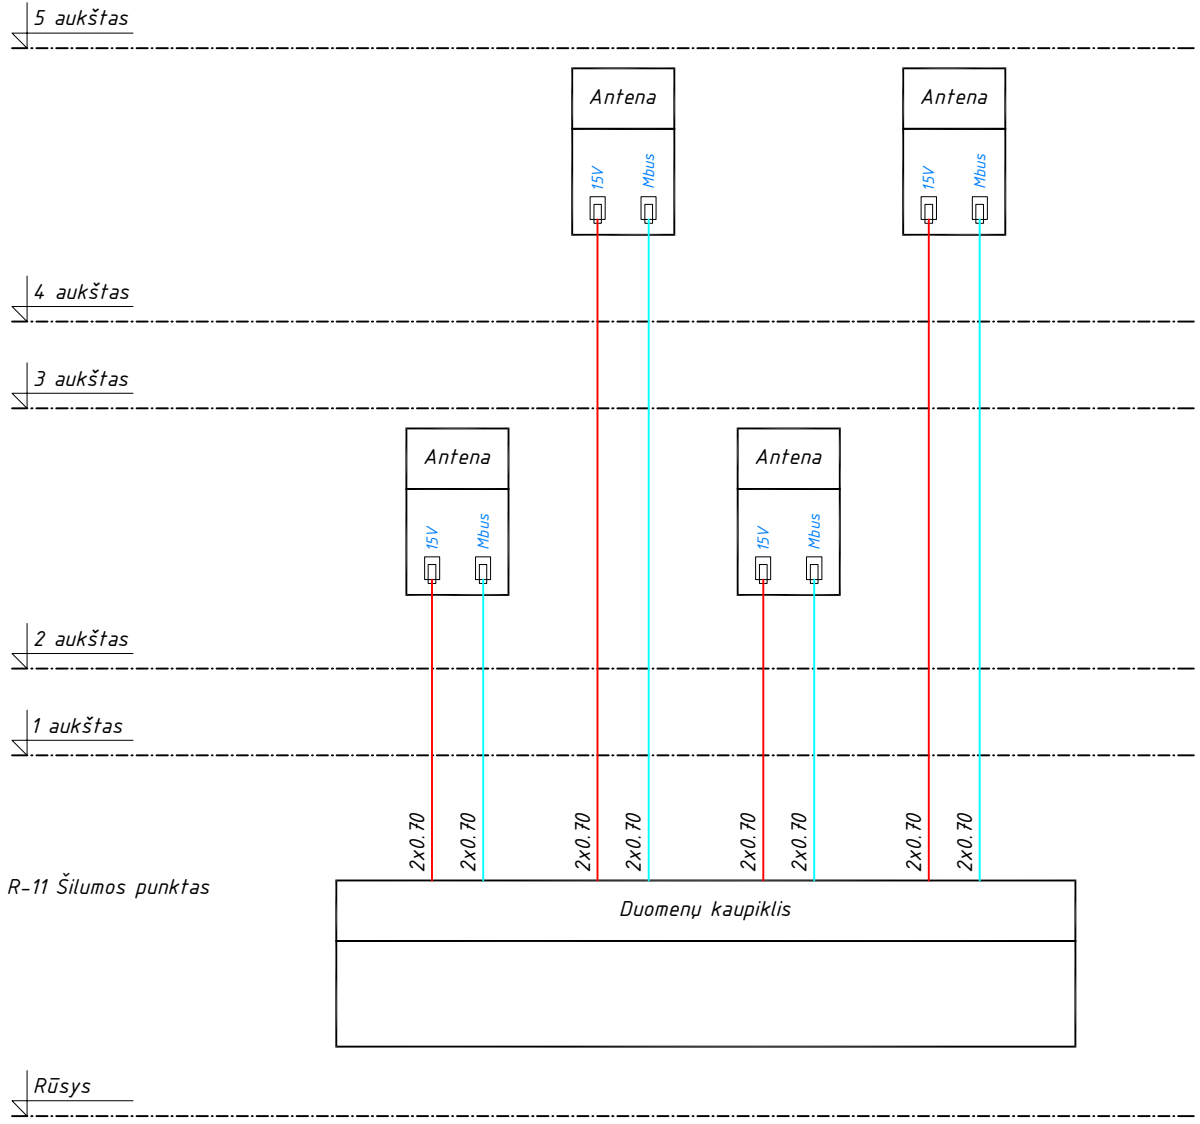 5 aukštas
Antena
Antena
15V
Mbus
15V
Mbus
4 aukštas
3 aukštas
Antena
Antena
15V
Mbus
15V
Mbus
2 aukštas
1 aukštas
2x0.70
2x0.70
2x0.70
2x0.70
2x0.70
2x0.70
2x0.70
2x0.70
R-11 Šilumos punktas
Duomenų kaupiklis
Rūsys